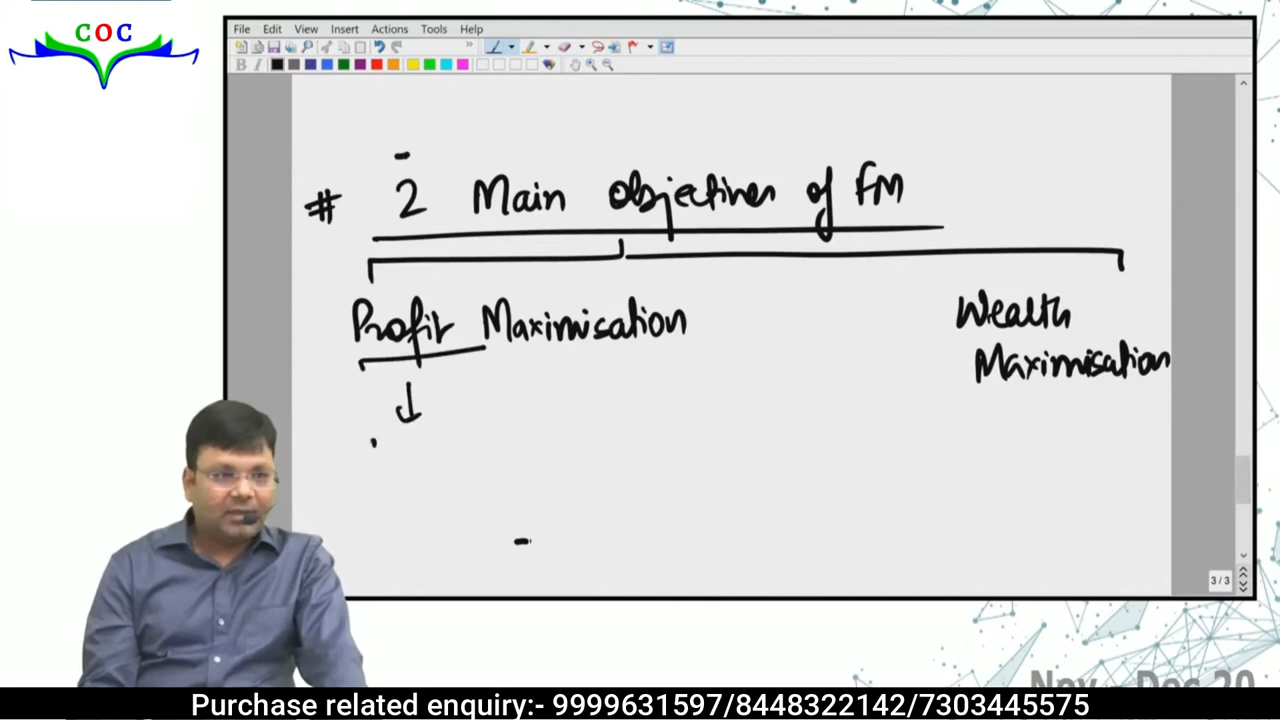 COC
File Edit View Insert Actions Tools Help
# 2 Main objectives of FM
Profit Maximisation
Wealth
Maximisation
3 / 3
Purchase related enquiry:- 9999631597/8448322142/7303445575